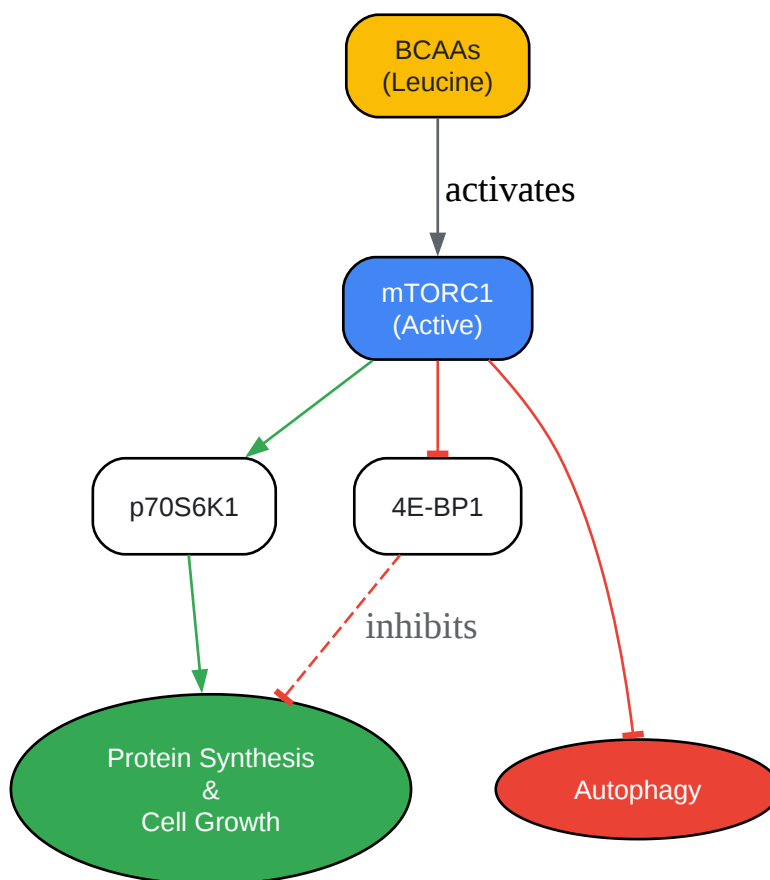 BCAAs
(Leucine)
activates
mTORC1
(Active)
p70S6K1
4E-BP1
inhibits
Protein Synthesis
&
Cell Growth
Autophagy